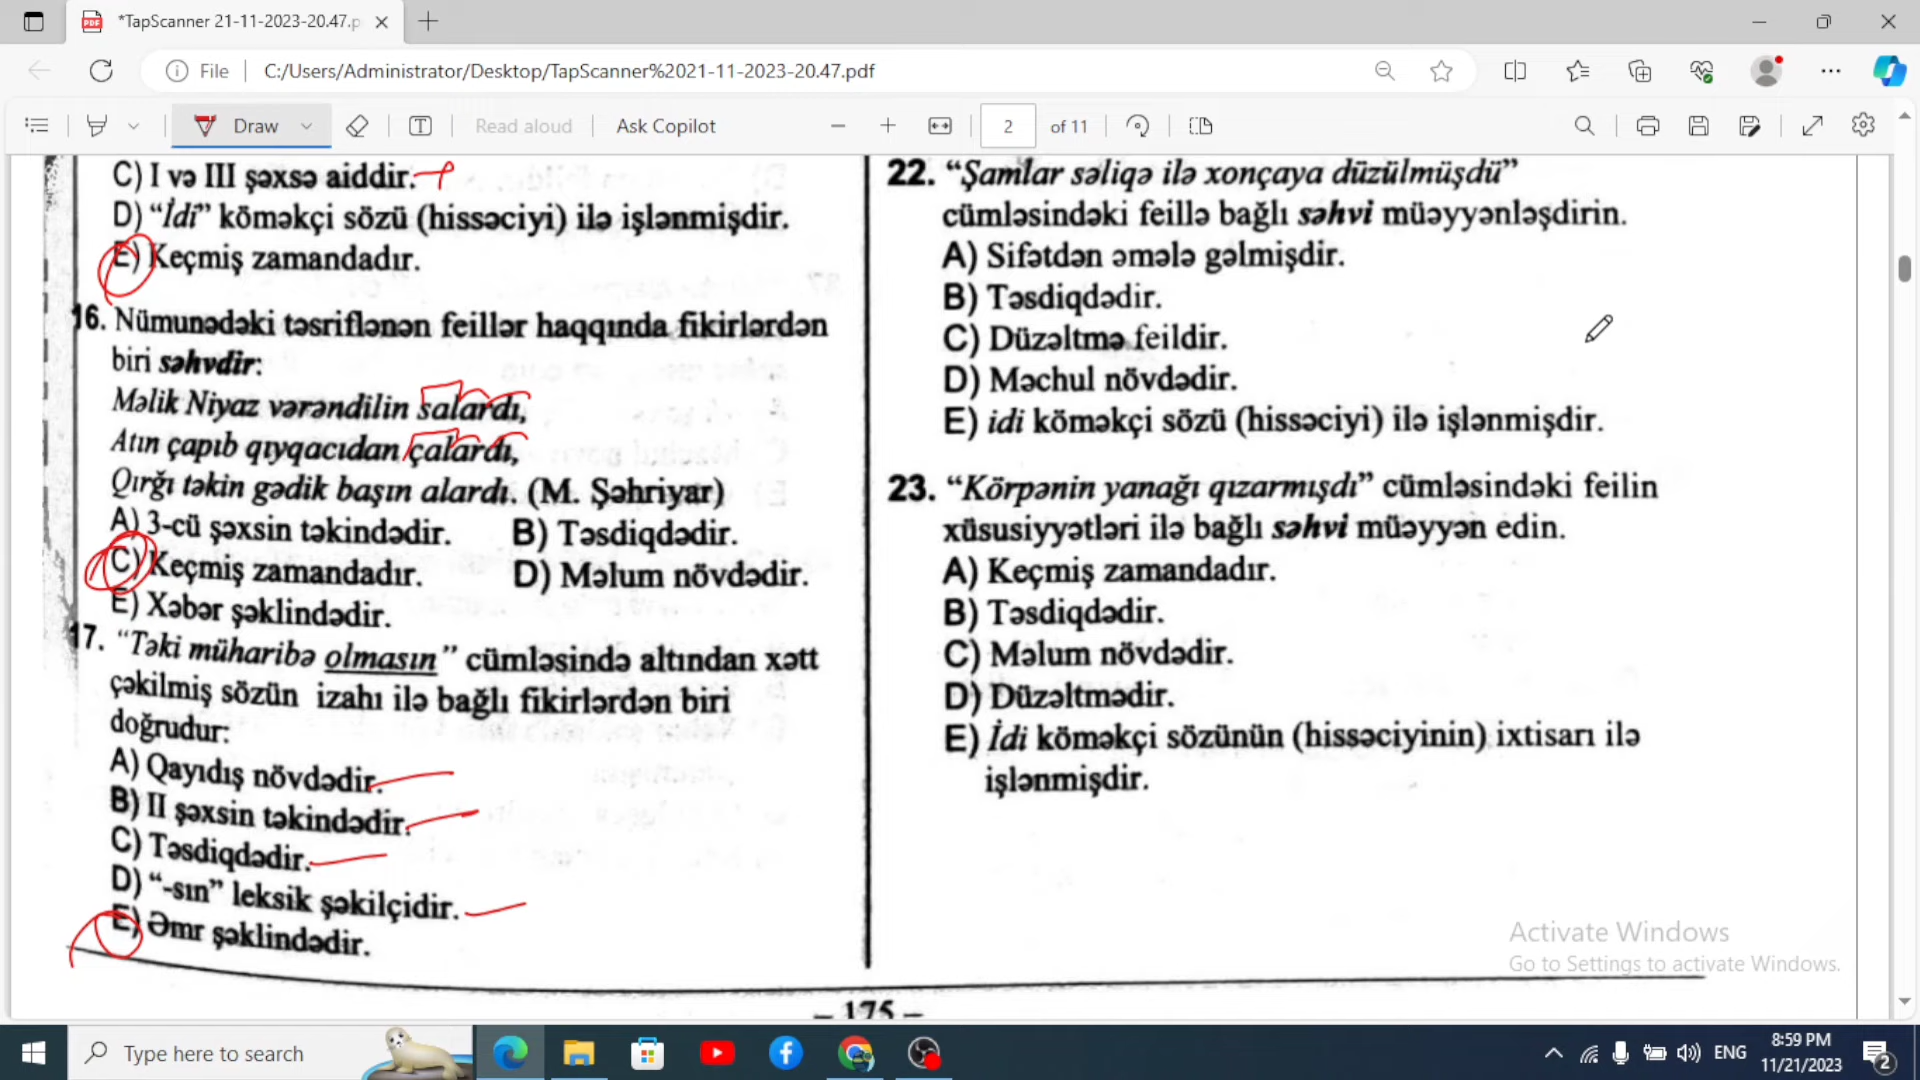 *TapScanner 21-11-2023-20.47.p
File
C:/Users/Administrator/Desktop/TapScanner%2021-11-2023-20.47.pdf
Draw
Read aloud
Ask Copilot
2
of 11
C) I və III şəxsə aiddir.
D) “İdi” köməkçi sözü (hissəciyi) ilə işlənmişdir.
E) Keçmiş zamandadır.
16. Nümunədəki təsriflənən feillər haqqında fikirlərdən
biri səhvdir:
Məlik Niyaz vərəndilin salardı,
Atın çapıb qıyqacıdan çalardı,
Qırğı təkin gədik başın alardı. (M. Şəhriyar)
A) 3-cü şəxsin təkindədir. B) Təsdiqdədir.
C) Keçmiş zamandadır. D) Məlum növdədir.
E) Xəbər şəklindədir.
17. “Təki müharibə olmasın” cümləsində altından xətt
çəkilmiş sözün izahı ilə bağlı fikirlərdən biri
doğrudur:
A) Qayıdış növdədir.
B) II şəxsin təkindədir.
C) Təsdiqdədir.
D) “-sın” leksik şəkilçidir.
E) Əmr şəklindədir.
22. “Şamlar səliqə ilə xonçaya düzülmüşdü”
cümləsindəki feillə bağlı səhvi müəyyənləşdirin.
A) Sifətdən əmələ gəlmişdir.
B) Təsdiqdədir.
C) Düzəltmə feildir.
D) Məchul növdədir.
E) idi köməkçi sözü (hissəciyi) ilə işlənmişdir.
23. “Körpənin yanağı qızarmışdı” cümləsindəki feilin
xüsusiyyətləri ilə bağlı səhvi müəyyən edin.
A) Keçmiş zamandadır.
B) Təsdiqdədir.
C) Məlum növdədir.
D) Düzəltmədir.
E) İdi köməkçi sözünün (hissəciyinin) ixtisarı ilə
işlənmişdir.
– 175 –
Activate Windows
Go to Settings to activate Windows.
Type here to search
ENG
8:59 PM
11/21/2023
2